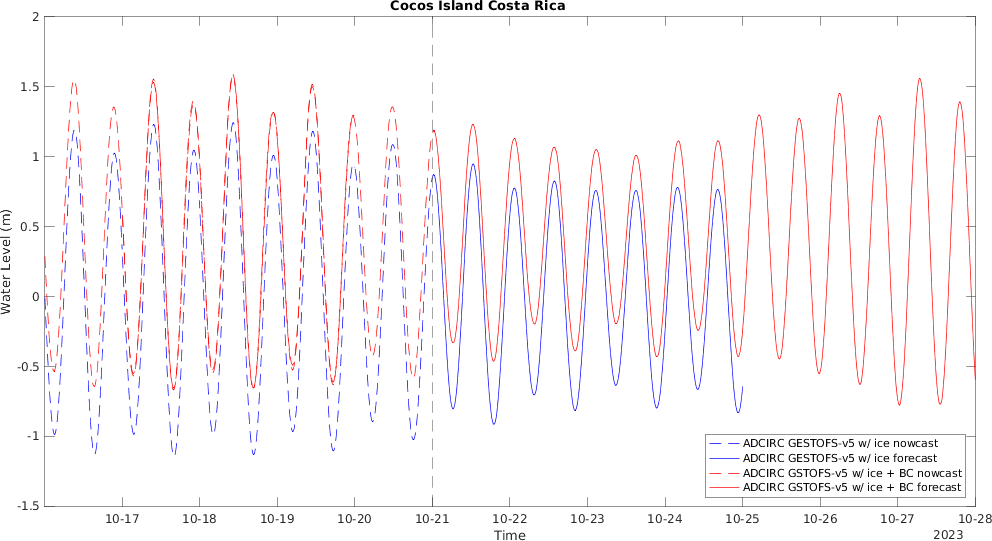 Cocos Island Costa Rica
2
1.5
1
0.5
0
-0.5
-1
-1.5
Water Level (m)
ADCIRC GESTOFS-v5 w/ ice nowcast
ADCIRC GESTOFS-v5 w/ ice forecast
ADCIRC GSTOFS-v5 w/ ice + BC nowcast
ADCIRC GSTOFS-v5 w/ ice + BC forecast
10-17 10-18 10-19 10-20 10-21 10-22 10-23 10-24 10-25 10-26 10-27 10-28
Time
2023